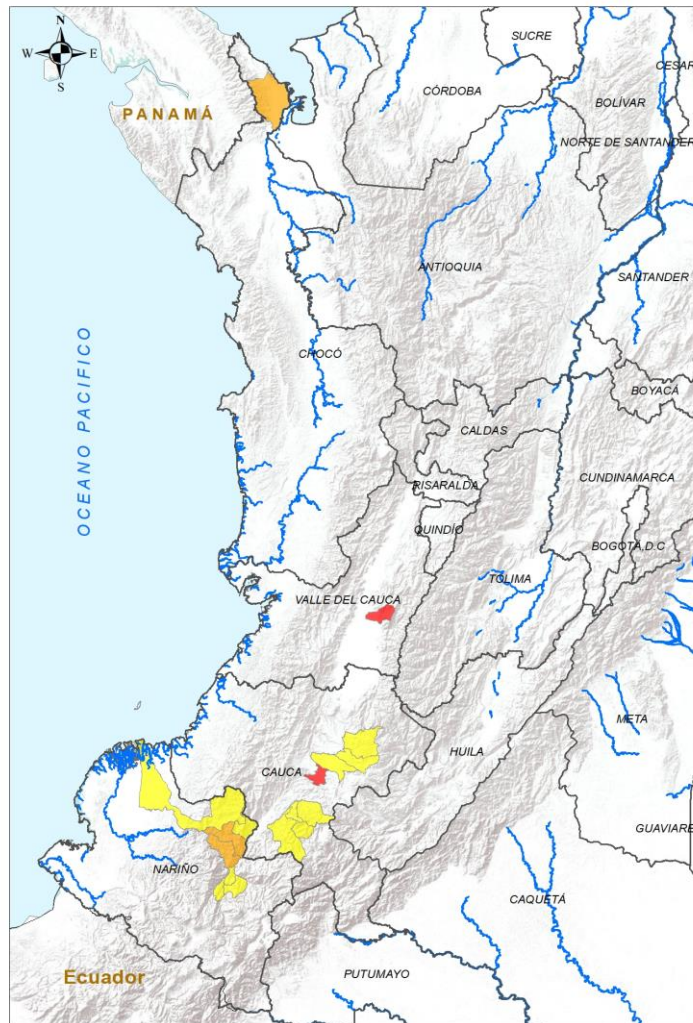 N
W E
S
SUCRE
CESAR
CÓRDOBA
BOLÍVAR
PANAMÁ
NORTE DE SANTANDER
ANTIOQUIA
SANTANDER
CHOCÓ
BOYACÁ
CALDAS
OCEANO PACIFICO
CUNDINAMARCA
RISARALDA
QUINDÍO
BOGOTÁ, D.C
TOLIMA
VALLE DEL CAUCA
META
HUILA
CAUCA
GUAVIARE
NARIÑO
CAQUETÁ
PUTUMAYO
Ecuador